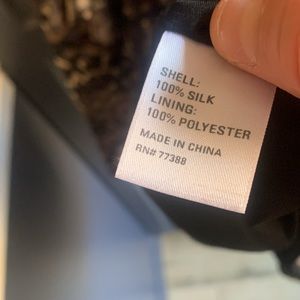 SHELL:
100% SILK
LINING:
100% POLYESTER
MADE IN CHINA
RN# 77388